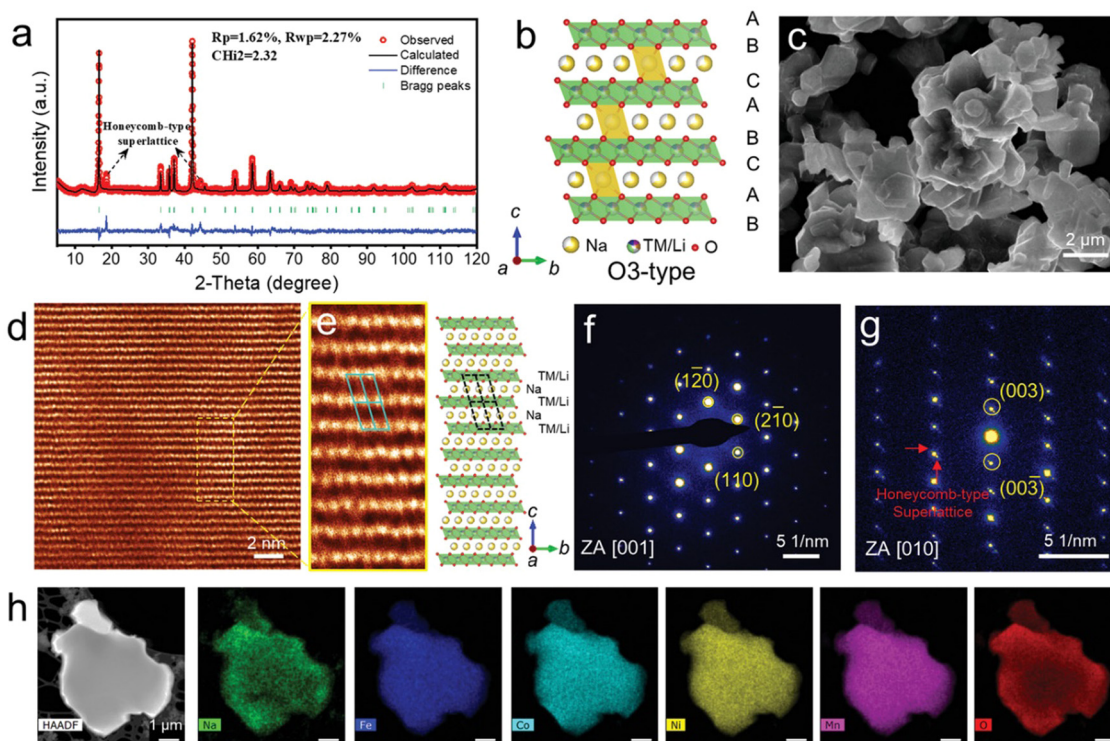 a
Rp=1.62%, Rwp=2.27%
CHi2=2.32
Observed
Calculated
Difference
Bragg peaks
Honeycomb-type
superlattice
Intensity (a.u.)
10 20 30 40 50 60 70 80 90 100 110 120
2-Theta (degree)
b
A
B
C
A
B
C
A
B
Na TM/Li O
O3-type
c
a
b
c
2 μm
d
2 nm
e
TM/Li
Na
TM/Li
Na
TM/Li
c
a
b
f
(11̅20)
(21̅0)
(110)
ZA [001]
5 1/nm
g
(003)
(003̅)
Honeycomb-type
Superlattice
ZA [010]
5 1/nm
h
HAADF
1 μm
Na
Fe
Co
Ni
Mn
O